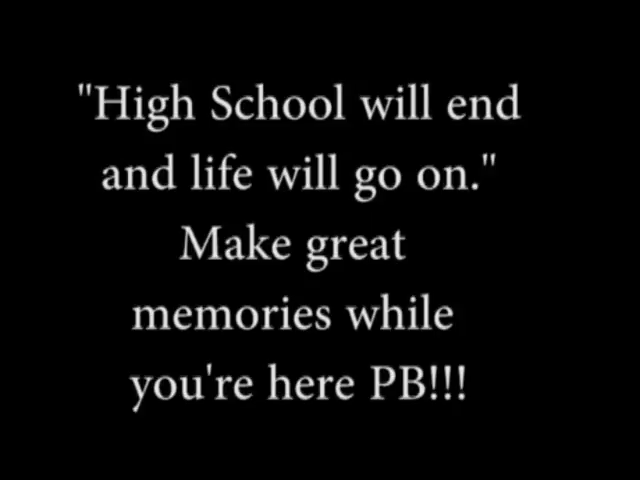 "High School will end
and life will go on."
Make great
memories while
you're here PB!!!